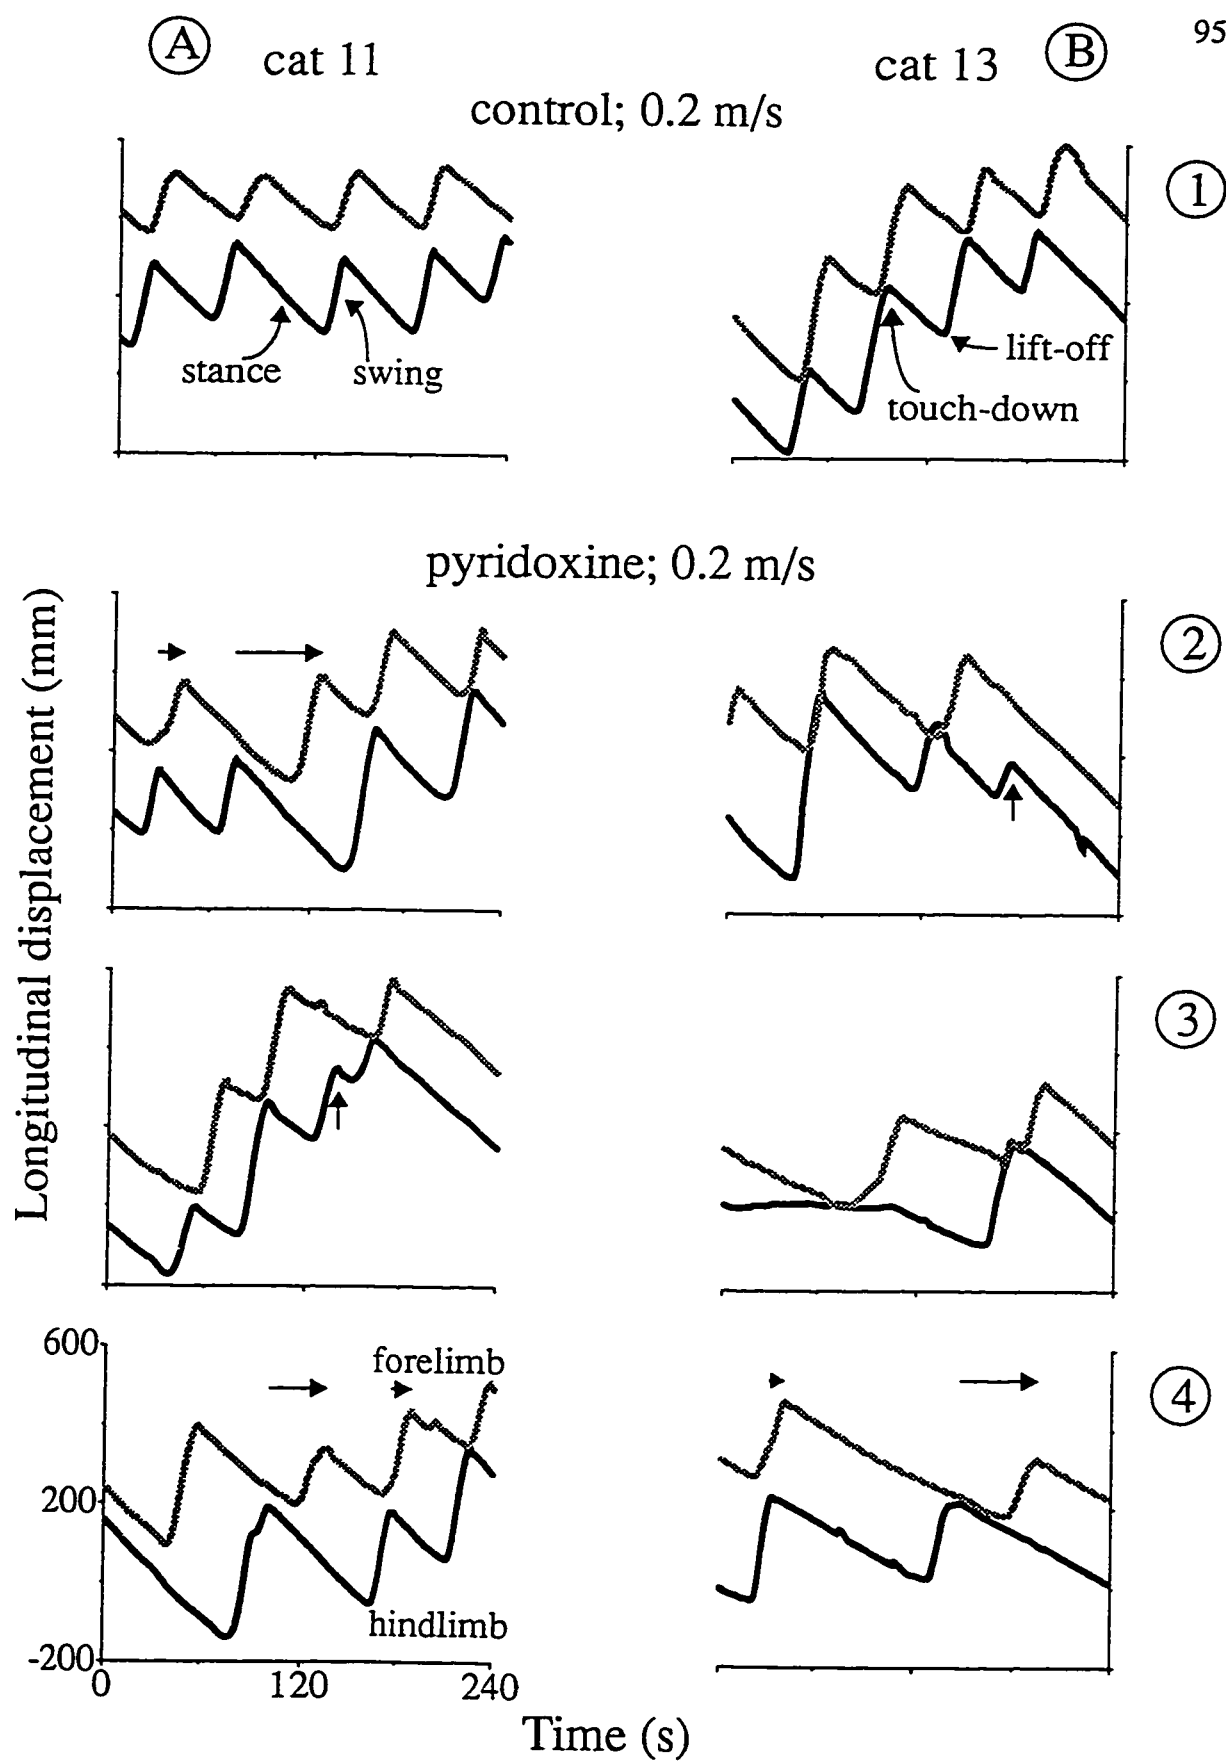 95
A cat 11
cat 13 B
control; 0.2 m/s
1
stance
swing
lift-off
touch-down
pyridoxine; 0.2 m/s
2
Longitudinal displacement (mm)
3
600
forelimb
4
200
hindlimb
-200
0 120 240
Time (s)